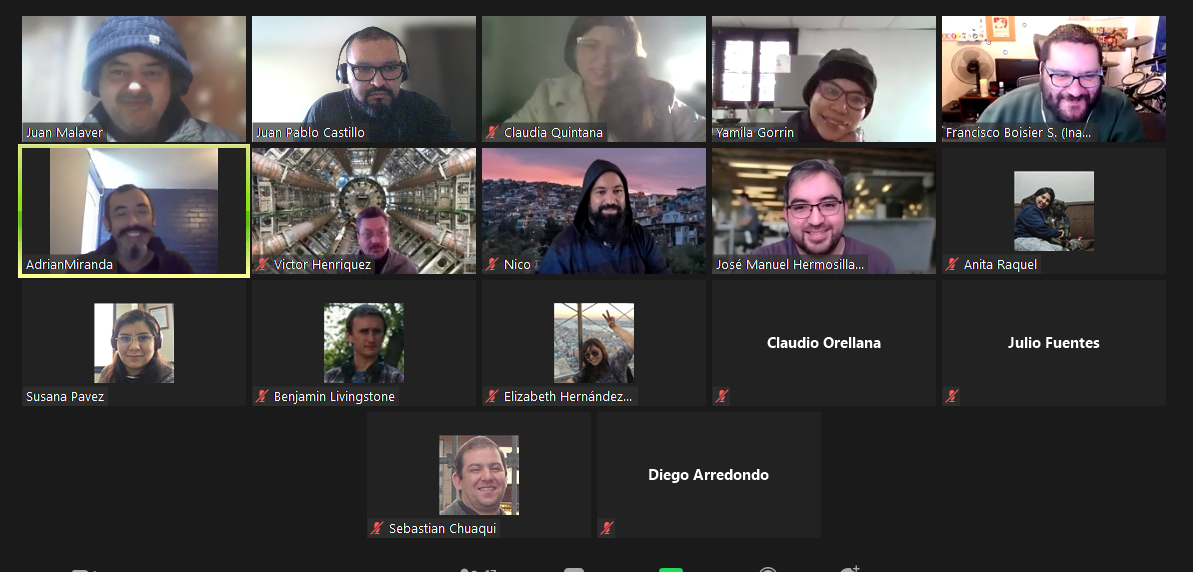 Juan Malaver
Juan Pablo Castillo
Claudia Quintana
Yamila Gorrin
Francisco Boisier S. (Ina...
AdrianMiranda
Victor Henriquez
Nico
José Manuel Hermosilla...
Anita Raquel
Susana Pavez
Benjamin Livingstone
Elizabeth Hernández...
Claudio Orellana
Julio Fuentes
Sebastian Chuaqui
Diego Arredondo